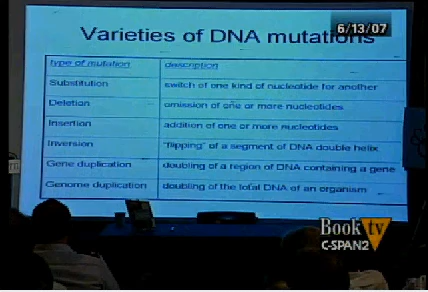 6/13/07
Varieties of DNA mutations
type of mutation description
Substitution switch of one kind of nucleotide for another
Deletion omission of one or more nucleotides
Insertion addition of one or more nucleotides
Inversion "flipping" of a segment of DNA double helix
Gene duplication doubling of a region of DNA containing a gene
Genome duplication doubling of the total DNA of an organism
Book tv
C-SPAN2